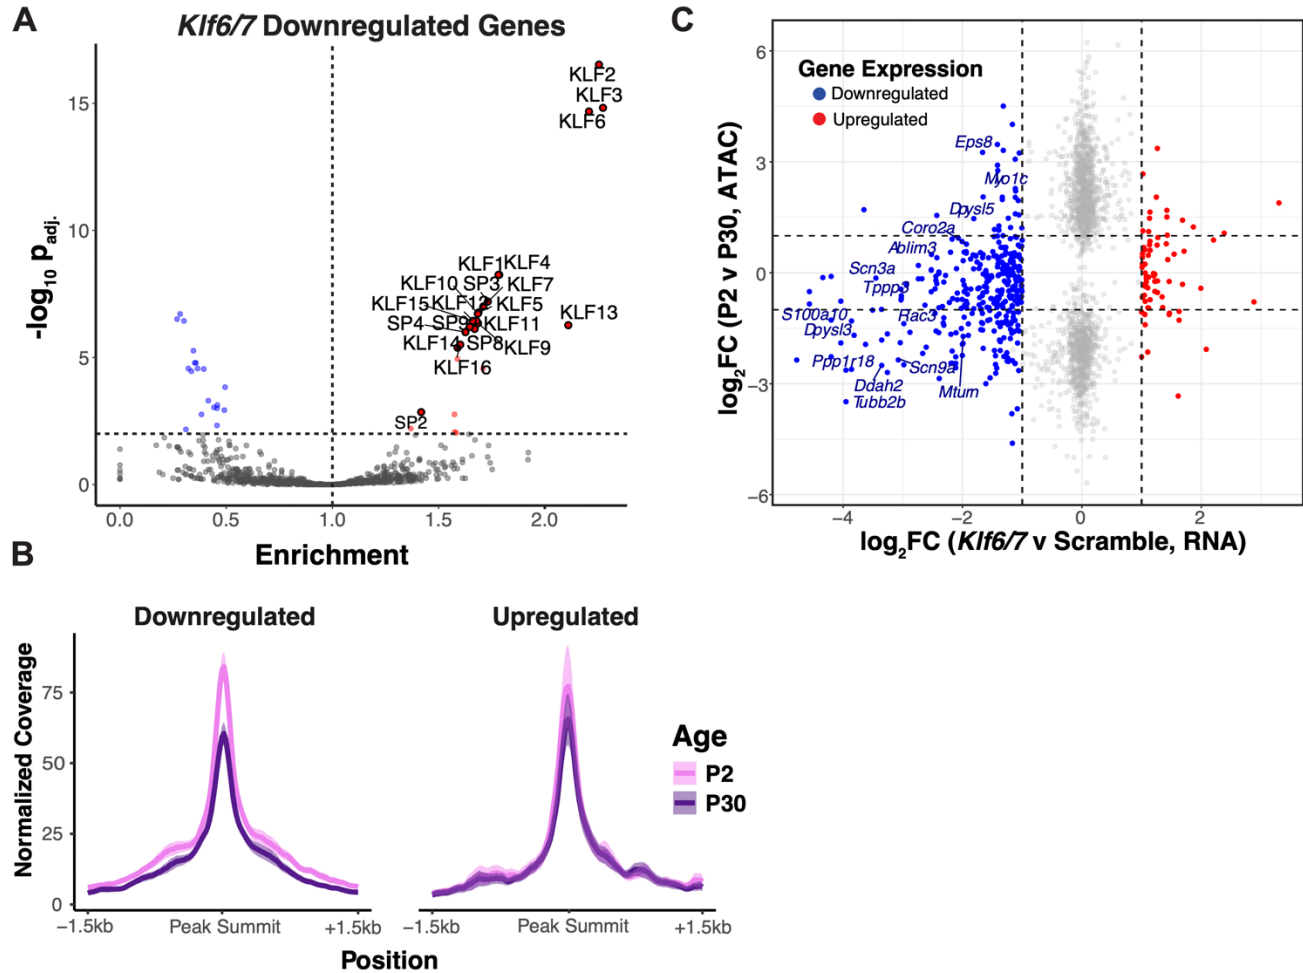 A
Klf6/7 Downregulated Genes
-log10 padj.
15
10
5
0
KLF2
KLF3
KLF6
KLF1 KLF4
KLF10 SP3 KLF7
KLF15 KLF12 KLF5
KLF13
SP4 SP9 KLF11
KLF14 SP8 KLF9
KLF16
SP2
0.0 0.5 1.0 1.5 2.0
Enrichment
B
Downregulated
Upregulated
Normalized Coverage
75
50
25
0
−1.5kb Peak Summit +1.5kb
−1.5kb Peak Summit +1.5kb
Position
Age
P2
P30
C
Gene Expression
Downregulated
Upregulated
log2FC (P2 v P30, ATAC)
6
3
0
−3
−6
Eps8
Myo1c
Dpysl5
Coro2a
Ablim3
Scn3a
Tppp3
S100a10
Rac3
Dpysl3
Ppp1r18
Scn9a
Ddah2
Mturn
Tubb2b
−4 −2 0 2
log2FC (Klf6/7 v Scramble, RNA)